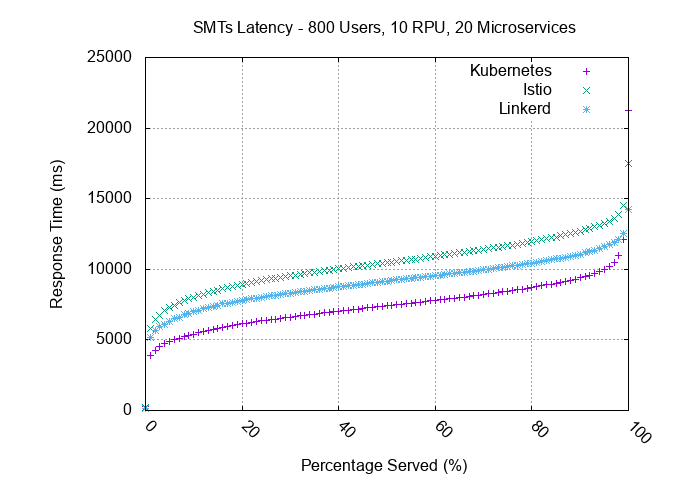 SMTs Latency - 800 Users, 10 RPU, 20 Microservices
25000
20000
15000
10000
5000
0
Response Time (ms)
Kubernetes
Istio
Linkerd
0 20 40 60 80 100
Percentage Served (%)